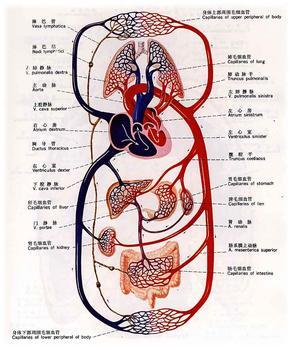 淋巴管
Vasa lymphatica
淋巴结
Nodi lymphatici
右肺静脉
V. pulmonalis dextra
主动脉
Aorta
上腔静脉
V. cava superior
右心房
Atrium dextrum
胸导管
Ductus thoracicus
右心室
Ventriculus dexter
下腔静脉
V. cava inferior
肝毛细血管
Capillaries of liver
门静脉
V. portae
肾毛细血管
Capillaries of kidney
身体下部周围毛细血管
Capillaries of lower peripheral of body
身体上部周围毛细血管
Capillaries of upper peripheral of body
肺毛细血管
Capillaries of lung
肺动脉干
Truncus pulmonalis
左肺静脉
V. pulmonalis sinistra
左心房
Atrium sinistrum
左心室
Ventriculus sinister
腹腔干
Truncus coeliacus
胃毛细血管
Capillaries of stomach
脾毛细血管
Capillaries of lien
肾动脉
A. renalis
肠系膜上动脉
A. mesenterica superior
肠毛细血管
Capillaries of intestine